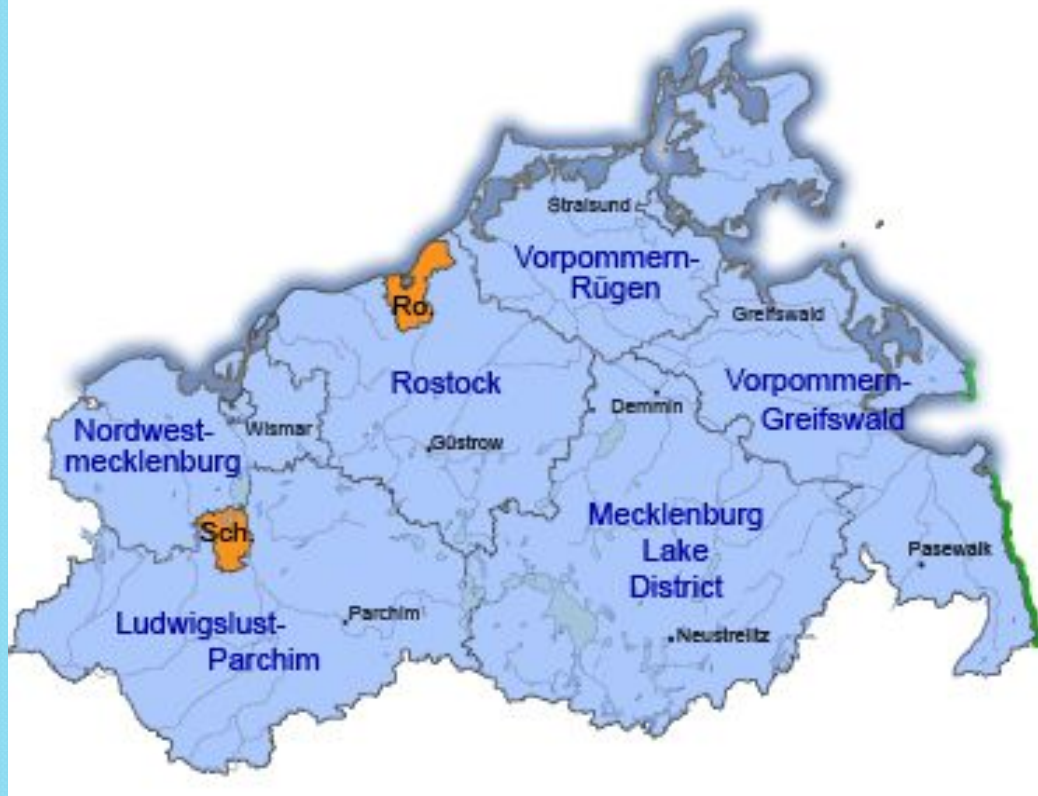 Stralsund
Vorpommern-
Rügen
Ro.
Greifswald
Rostock
Demmin
Vorpommern-
Greifswald
Nordwest-
mecklenburg
Wismar
Güstrow
Sch.
Mecklenburg
Lake
District
Pasewalk
Ludwigslust-
Parchim
Parchim
Neustrelitz